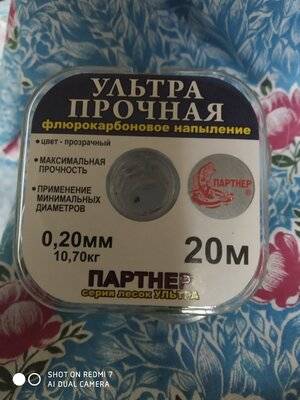 УЛЬТРА
ПРОЧНАЯ
флюрокарбоновое напыление
• цвет - прозрачный
• МАКСИМАЛЬНАЯ
ПРОЧНОСТЬ
• ПРИМЕНЕНИЕ
МИНИМАЛЬНЫХ
ДИАМЕТРОВ
ПАРТНЕР
®
0,20мм
10,70кг
20м
ПАРТНЕР
серия лесок УЛЬТРА
SHOT ON REDMI 7
AI DUAL CAMERA